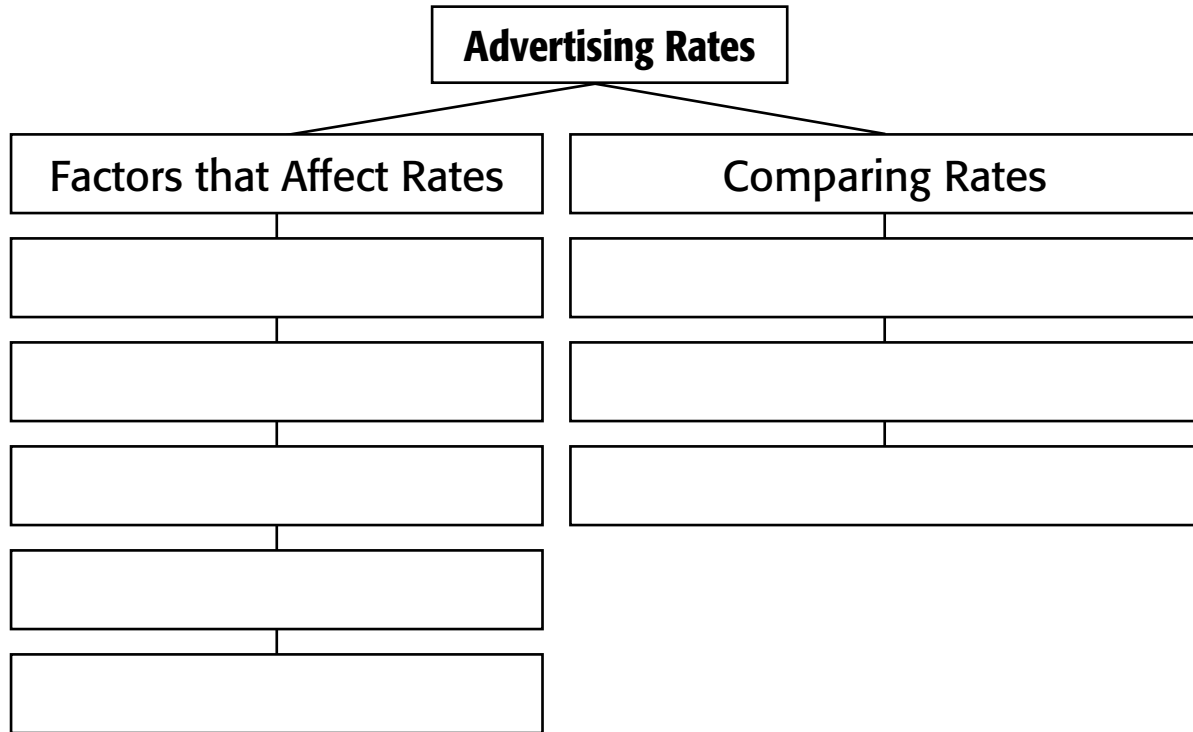 Advertising Rates
Factors that Affect Rates
Comparing Rates